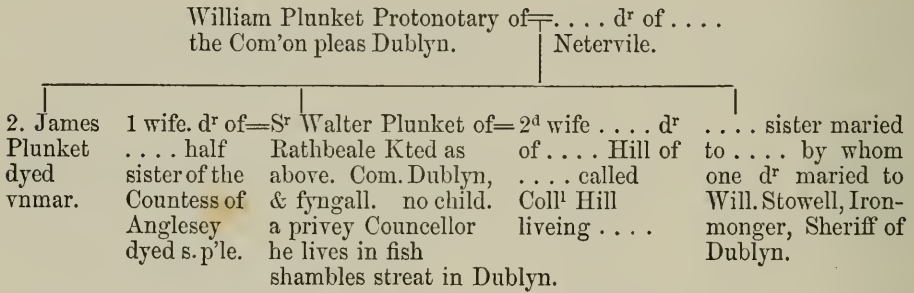 William Plunket Protonotary of=. . . . dʳ of . . . .
the Com'on pleas Dublyn. Netervile.
2. James
Plunket
dyed
vnmar.
1 wife. dʳ of=
. . . . half
sister of the
Countess of
Anglesey
dyed s. p'le.
Sʳ Walter Plunket of=
Rathbeale Kted as
above. Com. Dublyn,
& fyngall. no child.
a privey Councellor
he lives in fish
shambles streat in Dublyn.
2ᵈ wife . . . . dʳ
of . . . . Hill of
. . . . called
Collˡ Hill
liveing . . . .
. . . . sister maried
to . . . . by whom
one dʳ maried to
Will. Stowell, Iron-
monger, Sheriff of
Dublyn.